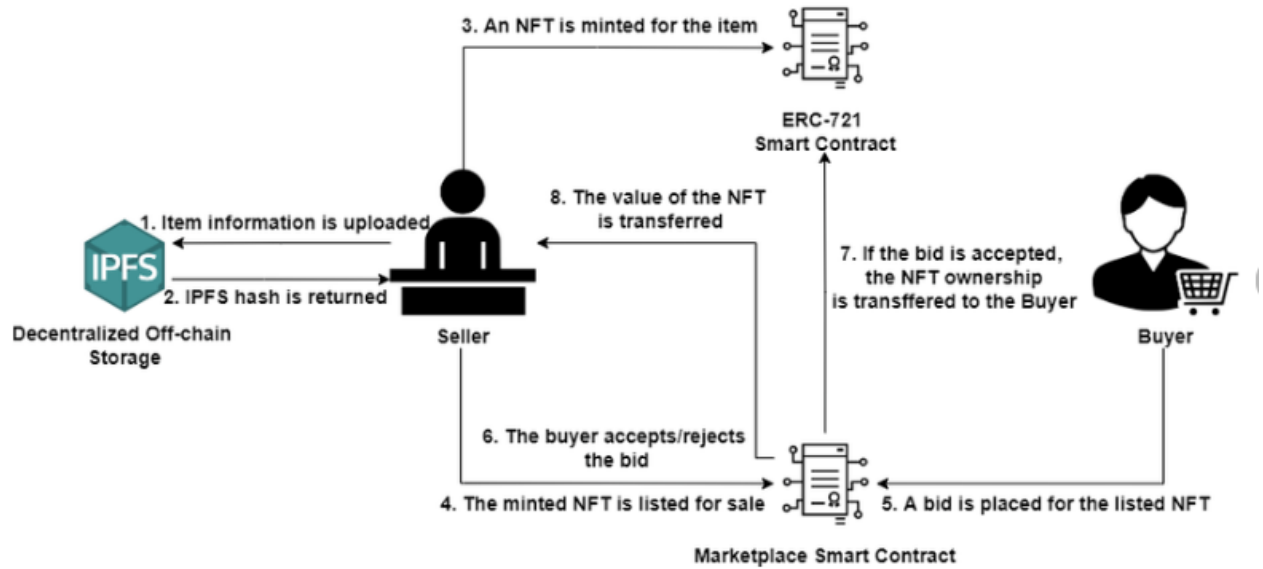 3. An NFT is minted for the item
ERC-721
Smart Contract
1. Item information is uploaded
8. The value of the NFT
is transferred
IPFS
2. IPFS hash is returned
7. If the bid is accepted,
the NFT ownership
is transffered to the Buyer
Decentralized Off-chain
Storage
Seller
Buyer
6. The buyer accepts/rejects
the bid
4. The minted NFT is listed for sale
5. A bid is placed for the listed NFT
Marketplace Smart Contract